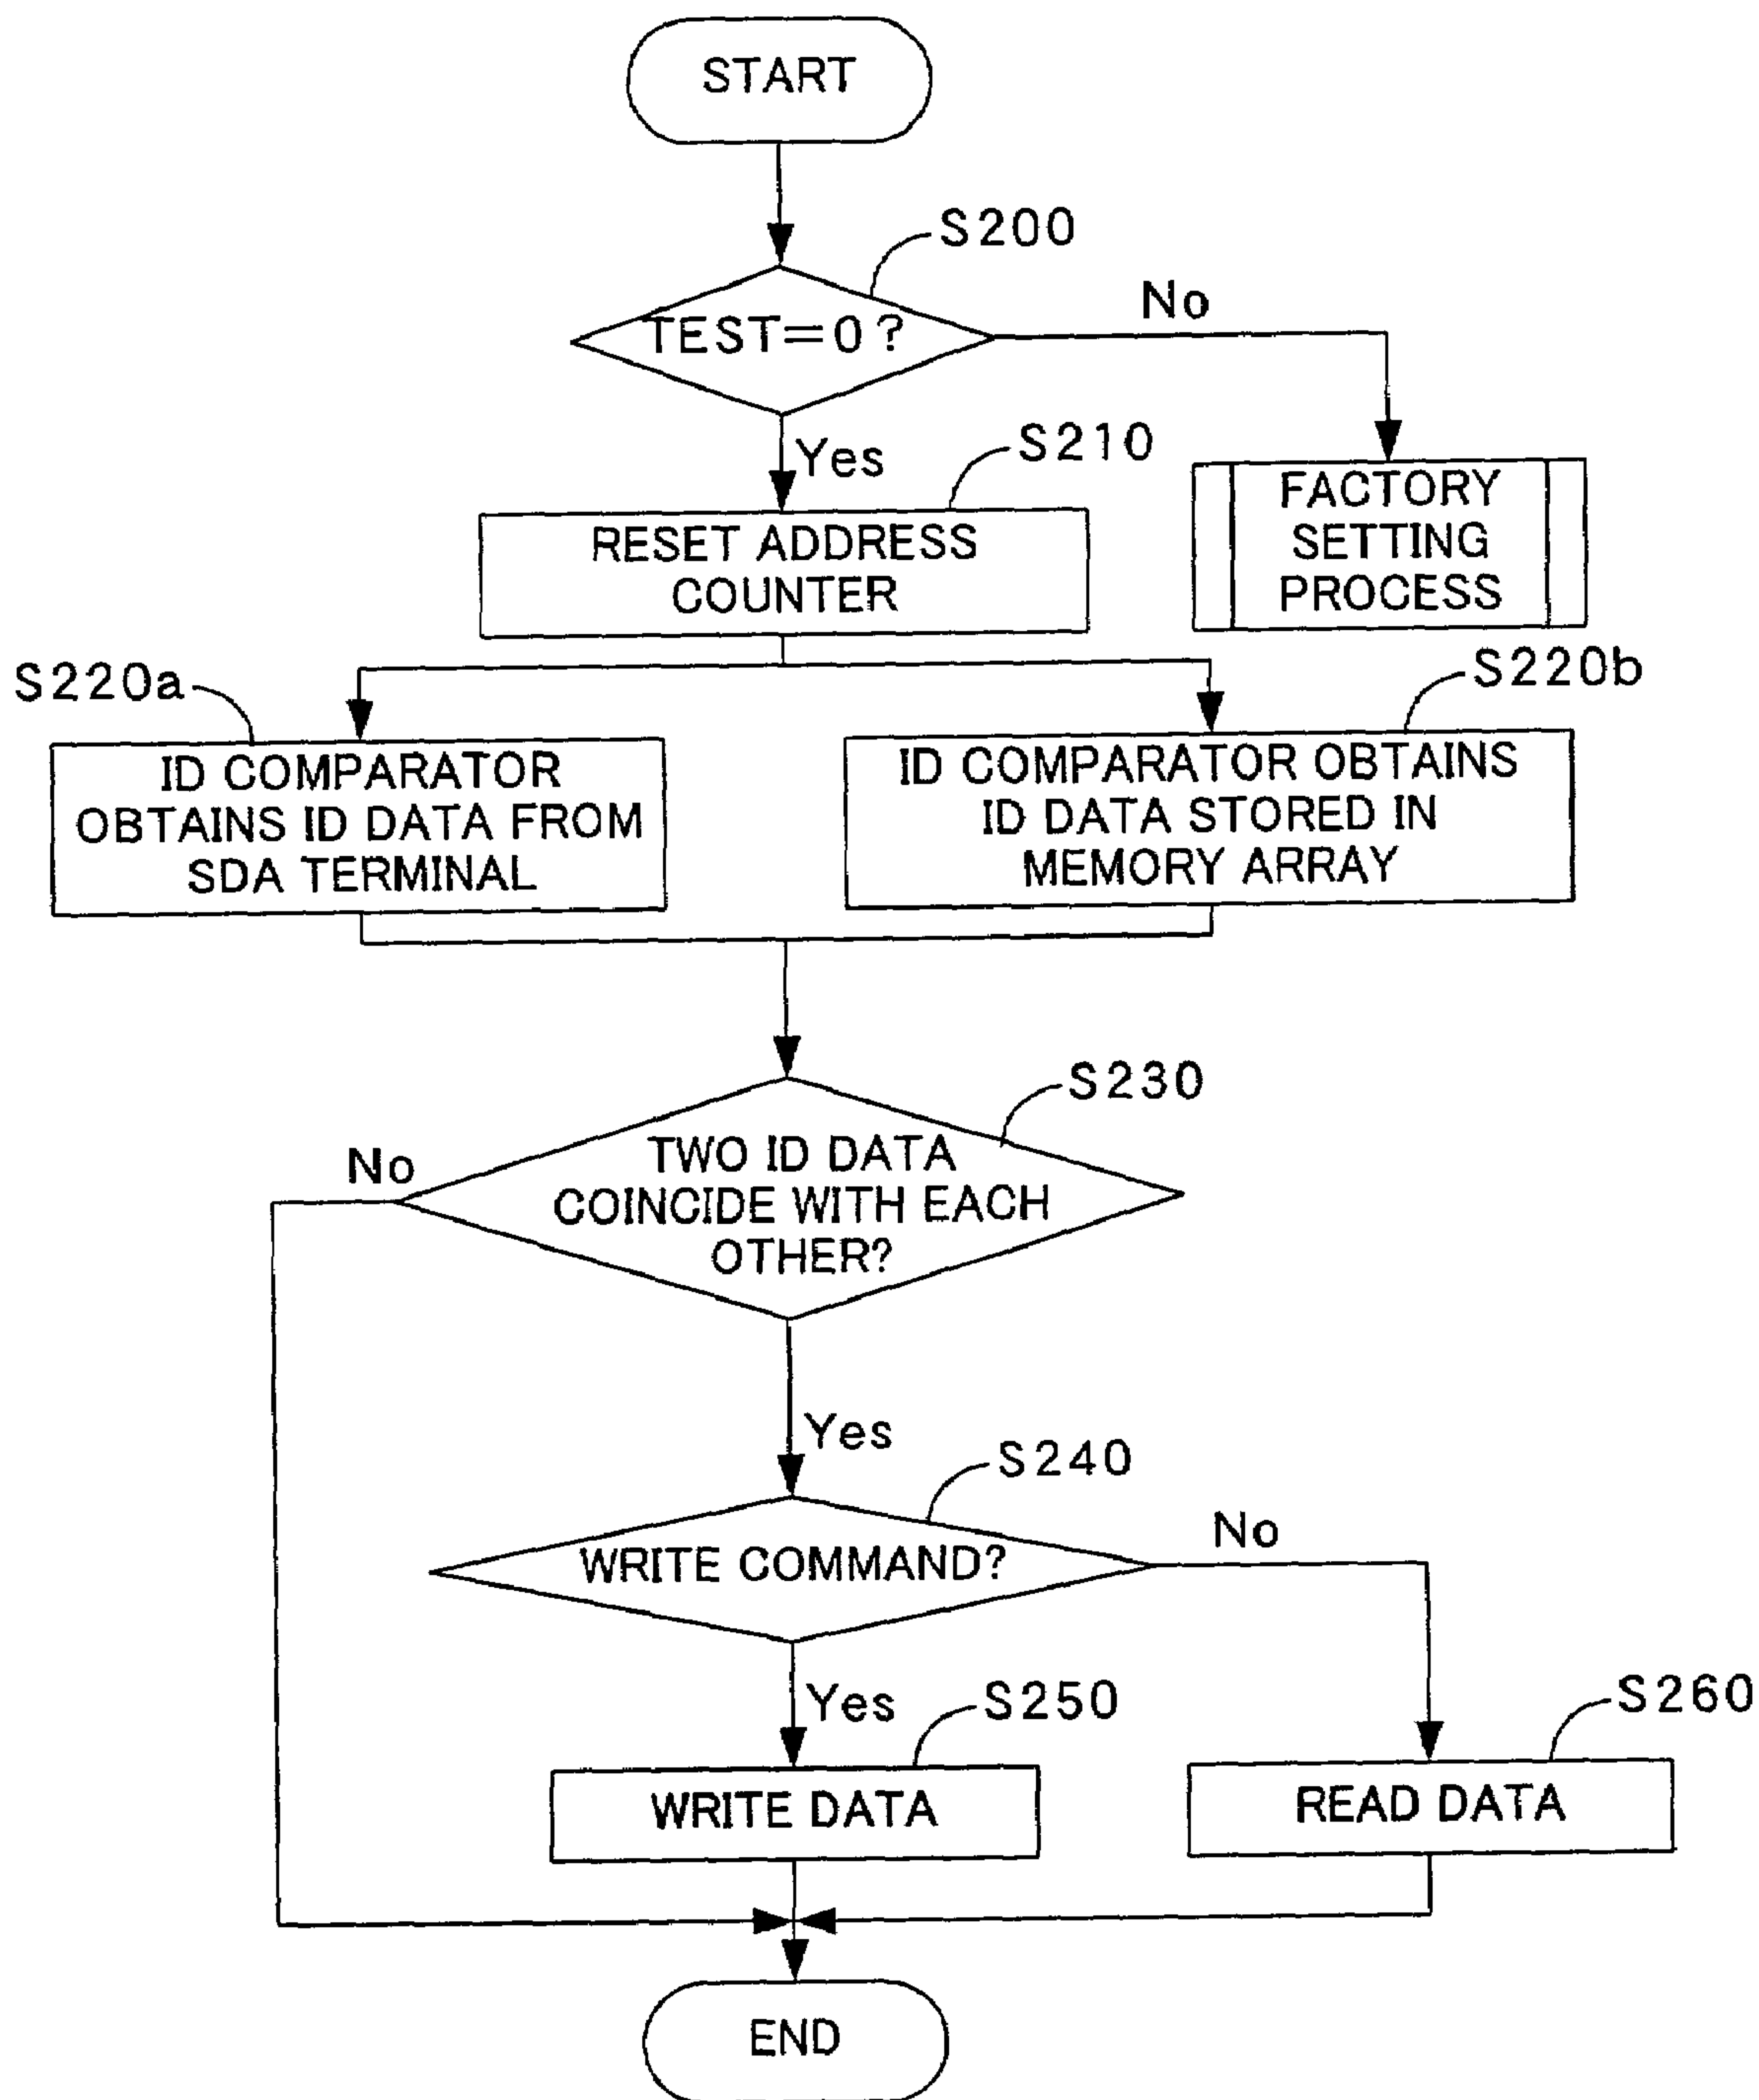 START
S200
TEST=0?
No
Yes
S210
RESET ADDRESS
COUNTER
FACTORY
SETTING
PROCESS
S220a
S220b
ID COMPARATOR
OBTAINS ID DATA FROM
SDA TERMINAL
ID COMPARATOR OBTAINS
ID DATA STORED IN
MEMORY ARRAY
S230
No
TWO ID DATA
COINCIDE WITH EACH
OTHER?
Yes
S240
WRITE COMMAND?
No
Yes
S250
S260
WRITE DATA
READ DATA
END